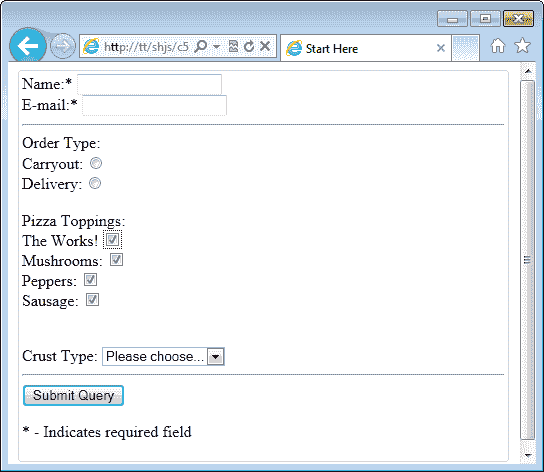 http://tt/shjs/c5
Start Here
Name:*
E-mail:*
Order Type:
Carryout:
Delivery:
Pizza Toppings:
The Works!
Mushrooms:
Peppers:
Sausage:
Crust Type: Please choose...
Submit Query
* - Indicates required field